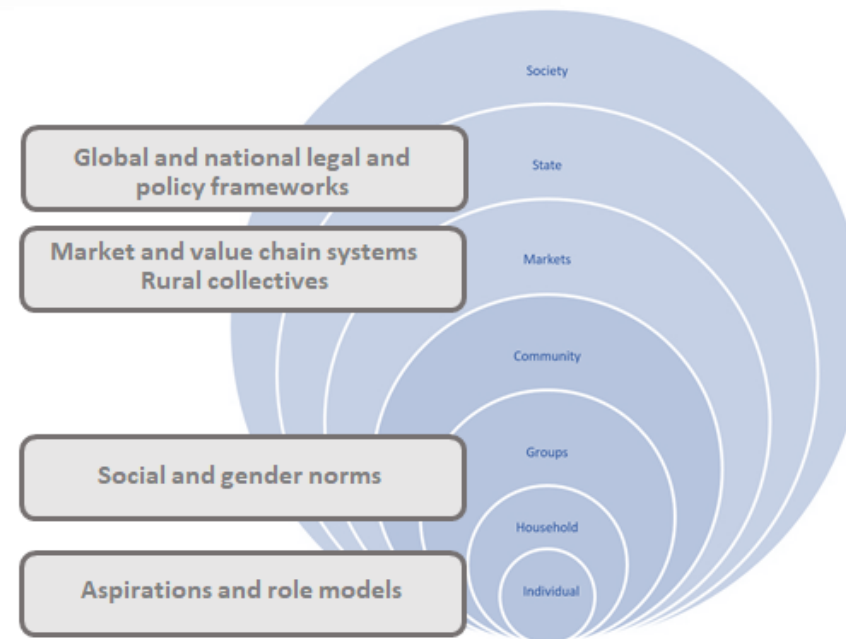 Society
Global and national legal and
policy frameworks
State
Market and value chain systems
Rural collectives
Markets
Community
Groups
Social and gender norms
Household
Aspirations and role models
Individual